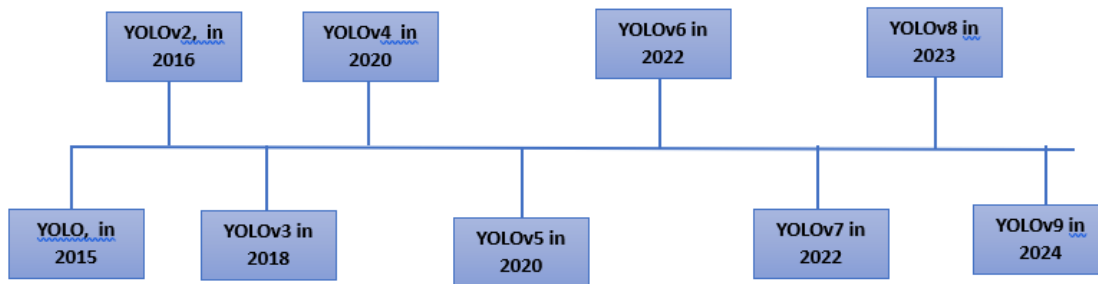 YOLOv2, in
2016
YOLOv4 in
2020
YOLOv6 in
2022
YOLOv8 in
2023
YOLO, in
2015
YOLOv3 in
2018
YOLOv5 in
2020
YOLOv7 in
2022
YOLOv9 in
2024